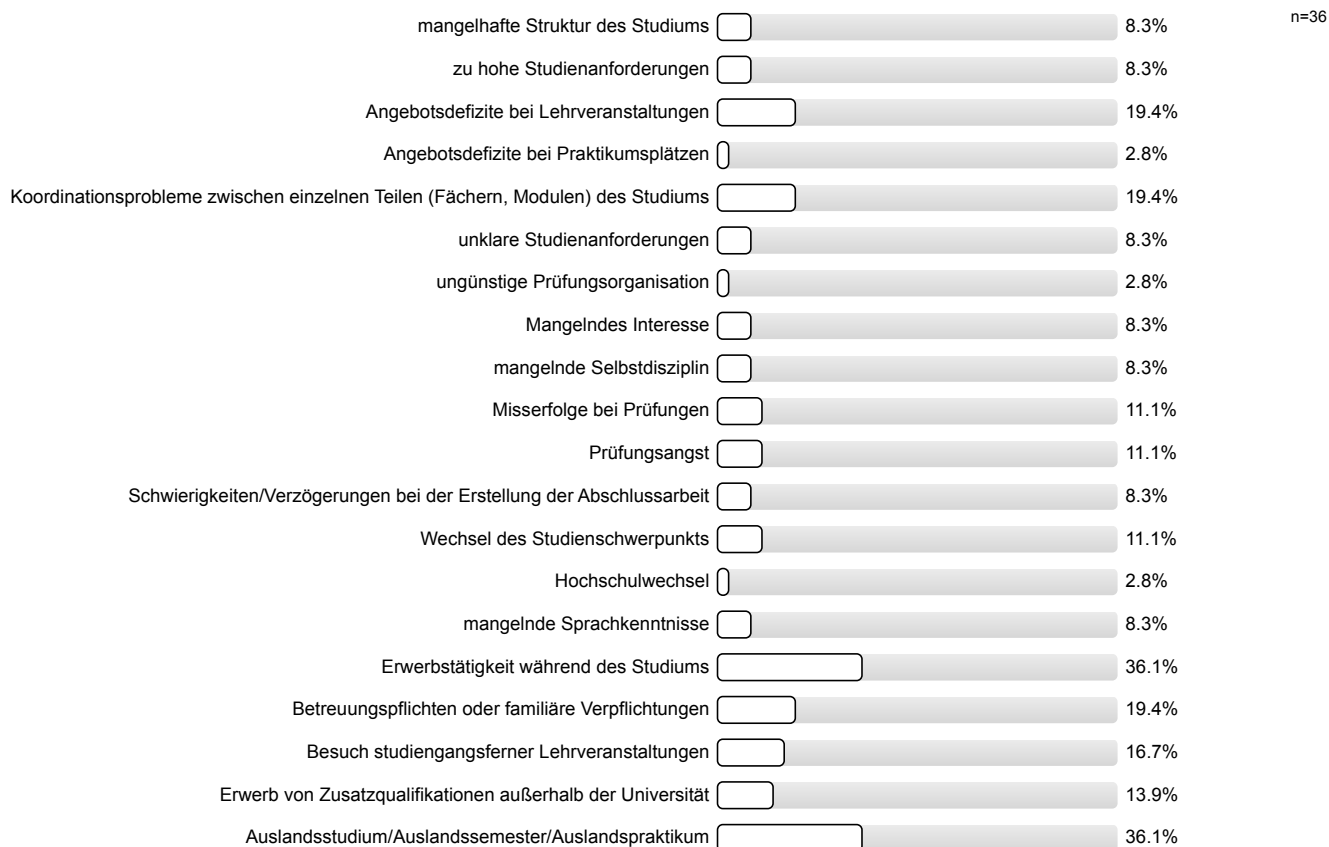 n=36
mangelhafte Struktur des Studiums 8.3%
zu hohe Studienanforderungen 8.3%
Angebotsdefizite bei Lehrveranstaltungen 19.4%
Angebotsdefizite bei Praktikumsplätzen 2.8%
Koordinationsprobleme zwischen einzelnen Teilen (Fächern, Modulen) des Studiums 19.4%
unklare Studienanforderungen 8.3%
ungünstige Prüfungsorganisation 2.8%
Mangelndes Interesse 8.3%
mangelnde Selbstdisziplin 8.3%
Misserfolge bei Prüfungen 11.1%
Prüfungsangst 11.1%
Schwierigkeiten/Verzögerungen bei der Erstellung der Abschlussarbeit 8.3%
Wechsel des Studienschwerpunkts 11.1%
Hochschulwechsel 2.8%
mangelnde Sprachkenntnisse 8.3%
Erwerbstätigkeit während des Studiums 36.1%
Betreuungspflichten oder familiäre Verpflichtungen 19.4%
Besuch studiengangsferner Lehrveranstaltungen 16.7%
Erwerb von Zusatzqualifikationen außerhalb der Universität 13.9%
Auslandsstudium/Auslandssemester/Auslandspraktikum 36.1%